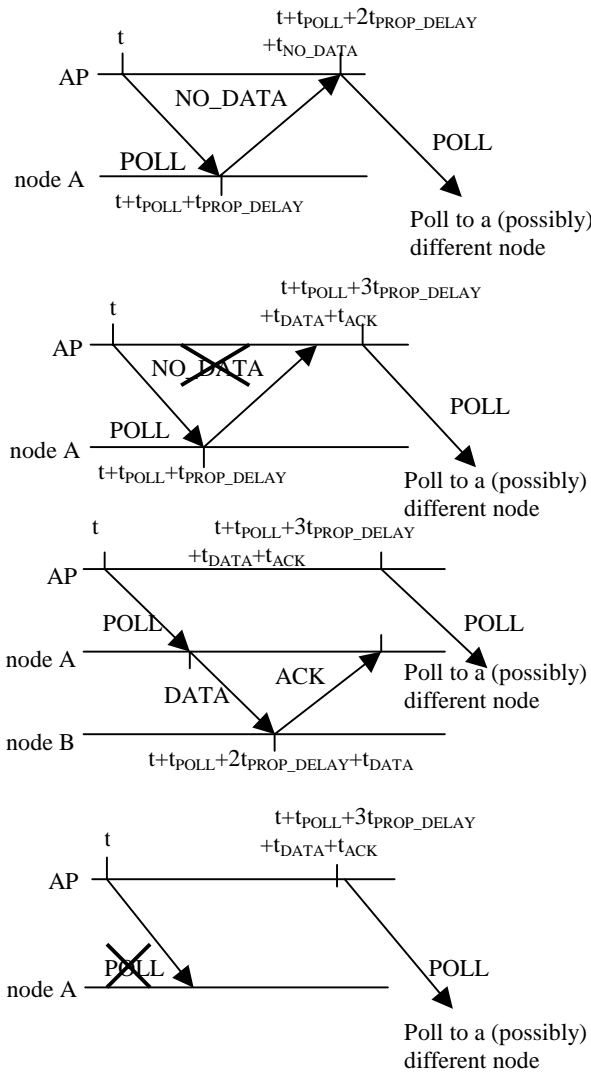 t+tPOLL+2tPROP_DELAY
t
+tNO_DATA
AP
NO_DATA
POLL
POLL
node A
t+tPOLL+tPROP_DELAY
Poll to a (possibly)
different node
t+tPOLL+3tPROP_DELAY
t
+tDATA+tACK
AP
NO_DATA
POLL
POLL
node A
t+tPOLL+tPROP_DELAY
Poll to a (possibly)
different node
t
t+tPOLL+3tPROP_DELAY
+tDATA+tACK
AP
POLL
POLL
node A
Poll to a (possibly)
different node
DATA
ACK
node B
t+tPOLL+2tPROP_DELAY+tDATA
t+tPOLL+3tPROP_DELAY
t
+tDATA+tACK
AP
POLL
POLL
node A
Poll to a (possibly)
different node